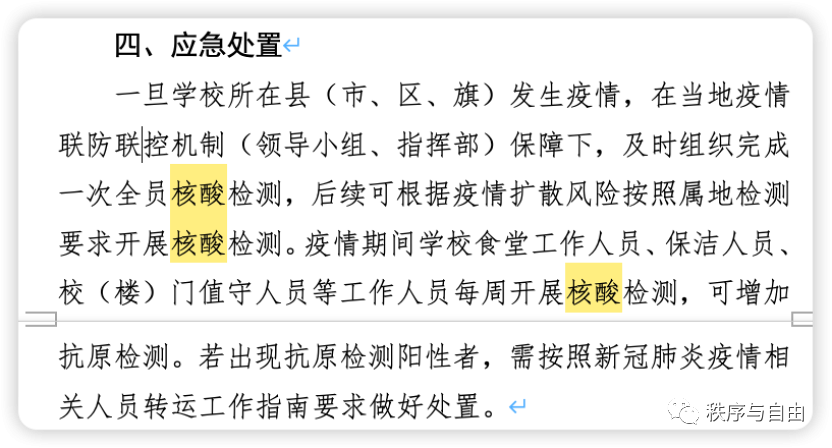 四、应急处置
一旦学校所在县（市、区、旗）发生疫情，在当地疫情
联防联控机制（领导小组、指挥部）保障下，及时组织完成
一次全员核酸检测，后续可根据疫情扩散风险按照属地检测
要求开展核酸检测。疫情期间学校食堂工作人员、保洁人员、
校（楼）门值守人员等工作人员每周开展核酸检测，可增加
抗原检测。若出现抗原检测阳性者，需按照新冠肺炎疫情相
关人员转运工作指南要求做好处置。
秩序与自由